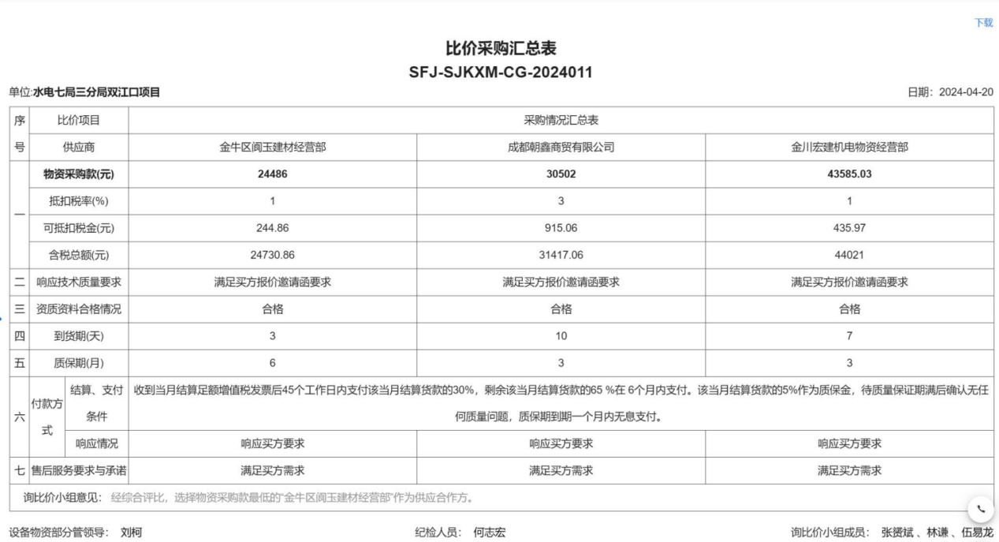 下载
比价采购汇总表
SFJ-SJKXM-CG-2024011
单位:水电七局三分局双江口项目 日期：2024-04-20
序号 比价项目 采购情况汇总表
供应商 金牛区阆玉建材经营部 成都朝鑫商贸有限公司 金川宏建机电物资经营部
一 物资采购款(元) 24486 30502 43585.03
抵扣税率(%) 1 3 1
可抵扣税金(元) 244.86 915.06 435.97
含税总额(元) 24730.86 31417.06 44021
二 响应技术质量要求 满足买方报价邀请函要求 满足买方报价邀请函要求 满足买方报价邀请函要求
三 资质资料合格情况 合格 合格 合格
四 到货期(天) 3 10 7
五 质保期(月) 6 3 3
六 付款方式 结算、支付条件 收到当月结算足额增值税发票后45个工作日内支付该当月结算货款的30%，剩余该当月结算货款的65 %在 6个月内支付。该当月结算货款的5%作为质保金，待质量保证期满后确认无任
何质量问题，质保期到期一个月内无息支付。
响应情况 响应买方要求 响应买方要求 响应买方要求
七 售后服务要求与承诺 满足买方需求 满足买方需求 满足买方需求
询比价小组意见： 经综合评比，选择物资采购款最低的“金牛区阆玉建材经营部”作为供应合作方。
设备物资部分管领导： 刘柯 纪检人员： 何志宏 询比价小组成员： 张赟斌 、林谦 、伍易龙